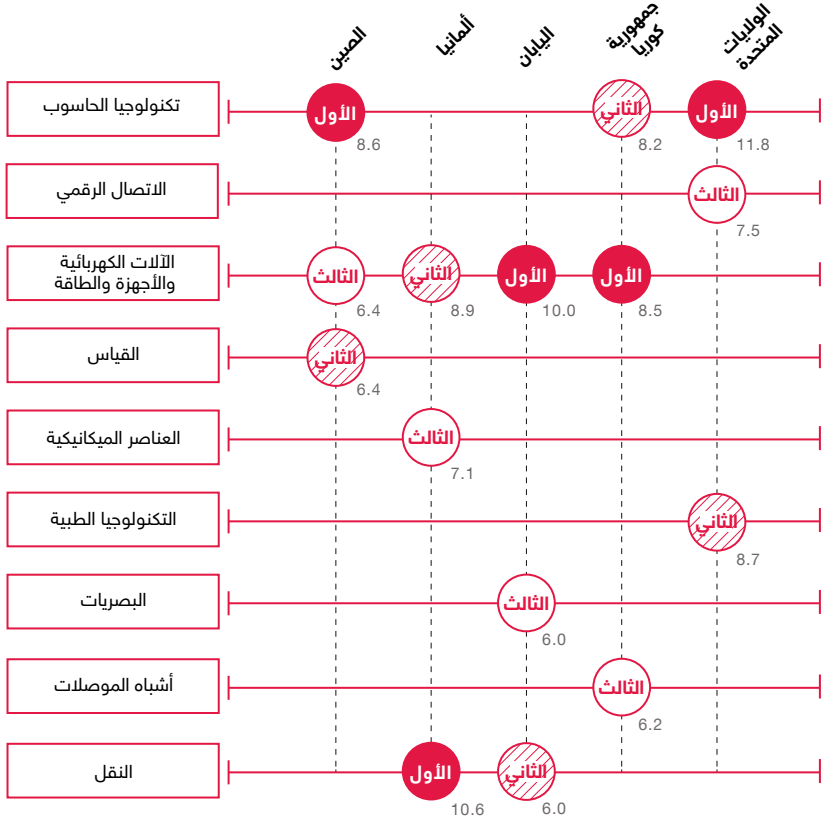 الولايات
المتحدة
جمهورية
كوريا
اليابان
ألمانيا
الصين
تكنولوجيا الحاسوب
الأول
11.8
الثاني
8.2
الأول
8.6
الاتصال الرقمي
الثالث
7.5
الآلات الكهربائية
والأجهزة والطاقة
الأول
8.5
الأول
10.0
الثاني
8.9
الثالث
6.4
القياس
الثاني
6.4
العناصر الميكانيكية
الثالث
7.1
التكنولوجيا الطبية
الثاني
8.7
البصريات
الثالث
6.0
أشباه الموصلات
الثالث
6.2
النقل
الثاني
6.0
الأول
10.6